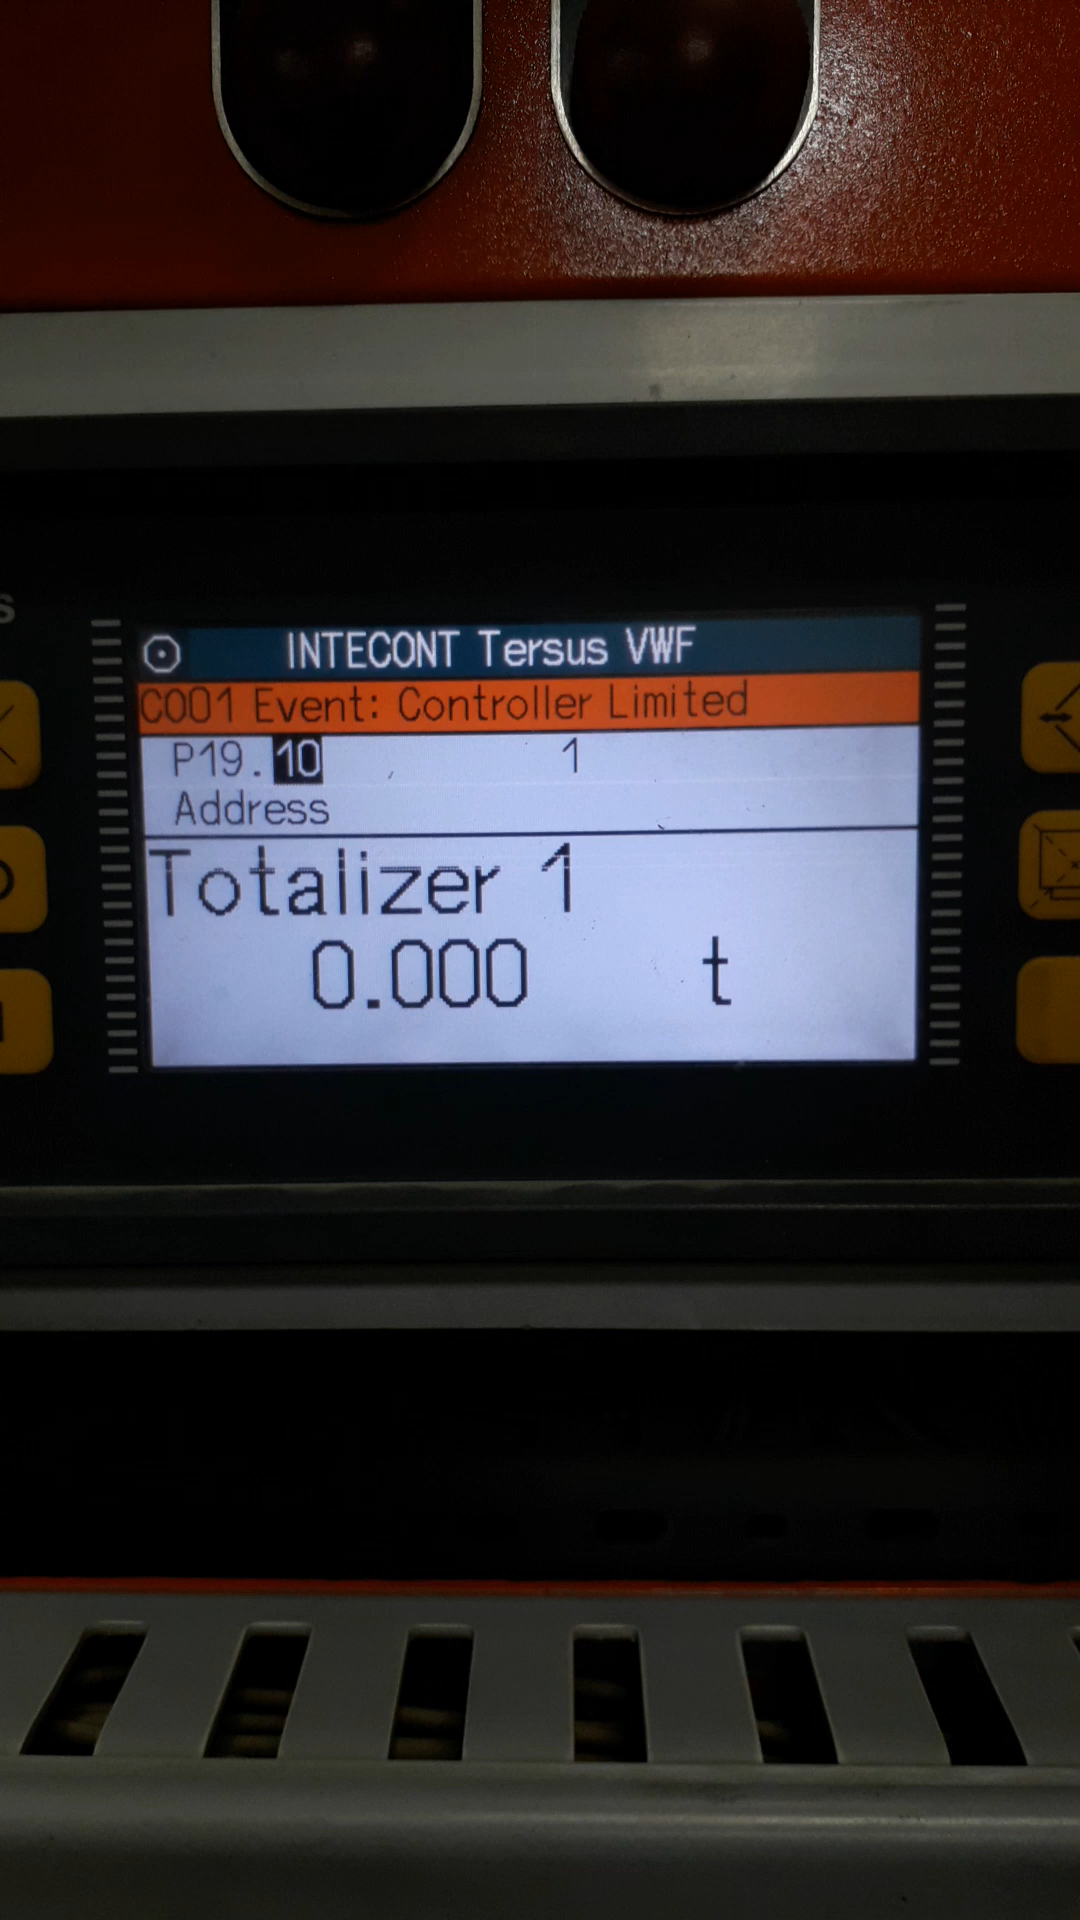 INTECONT Tersus VWF
C001 Event: Controller Limited
P19.10 1
Address
Totalizer 1
0.000 t